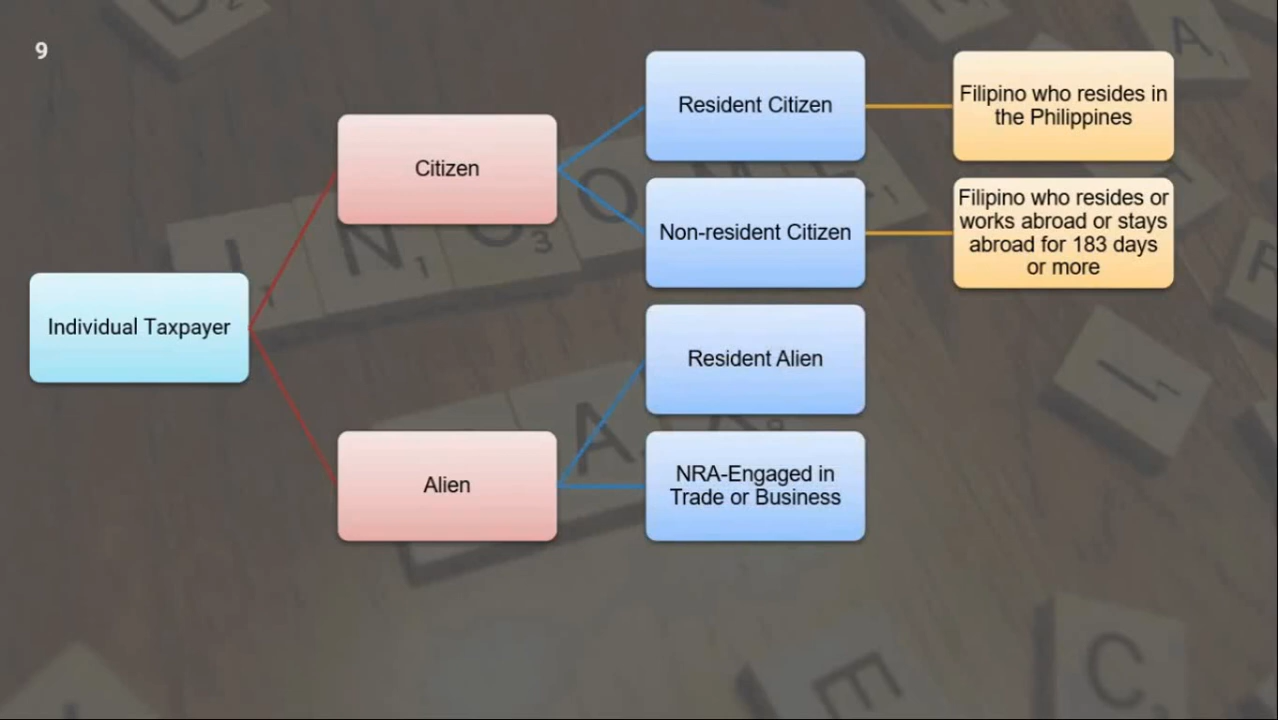 9
Individual Taxpayer
Citizen
Resident Citizen
Filipino who resides in
the Philippines
Non-resident Citizen
Filipino who resides or
works abroad or stays
abroad for 183 days
or more
Alien
Resident Alien
NRA-Engaged in
Trade or Business